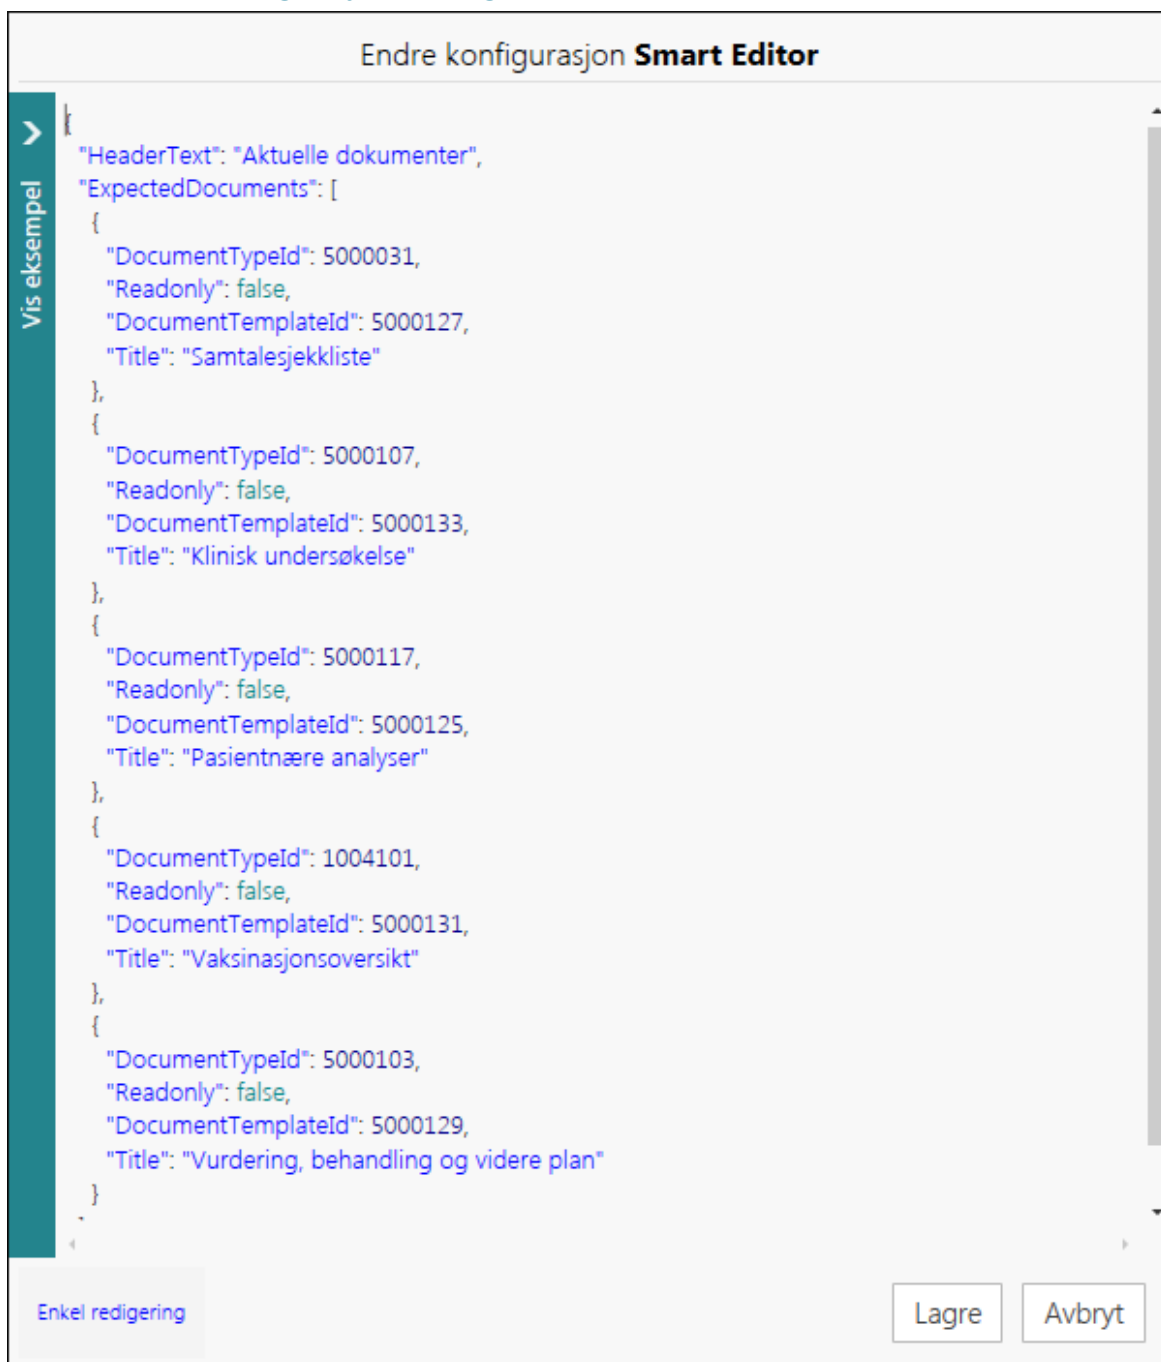 Endre konfigurasjon Smart Editor
Vis eksempel
{
"HeaderText": "Aktuelle dokumenter",
"ExpectedDocuments": [
{
"DocumentTypeId": 5000031,
"Readonly": false,
"DocumentTemplateId": 5000127,
"Title": "Samtalesjekkliste"
},
{
"DocumentTypeId": 5000107,
"Readonly": false,
"DocumentTemplateId": 5000133,
"Title": "Klinisk undersøkelse"
},
{
"DocumentTypeId": 5000117,
"Readonly": false,
"DocumentTemplateId": 5000125,
"Title": "Pasientnære analyser"
},
{
"DocumentTypeId": 1004101,
"Readonly": false,
"DocumentTemplateId": 5000131,
"Title": "Vaksinasjonsoversikt"
},
{
"DocumentTypeId": 5000103,
"Readonly": false,
"DocumentTemplateId": 5000129,
"Title": "Vurdering, behandling og videre plan"
}
Enkel redigering
Lagre
Avbryt